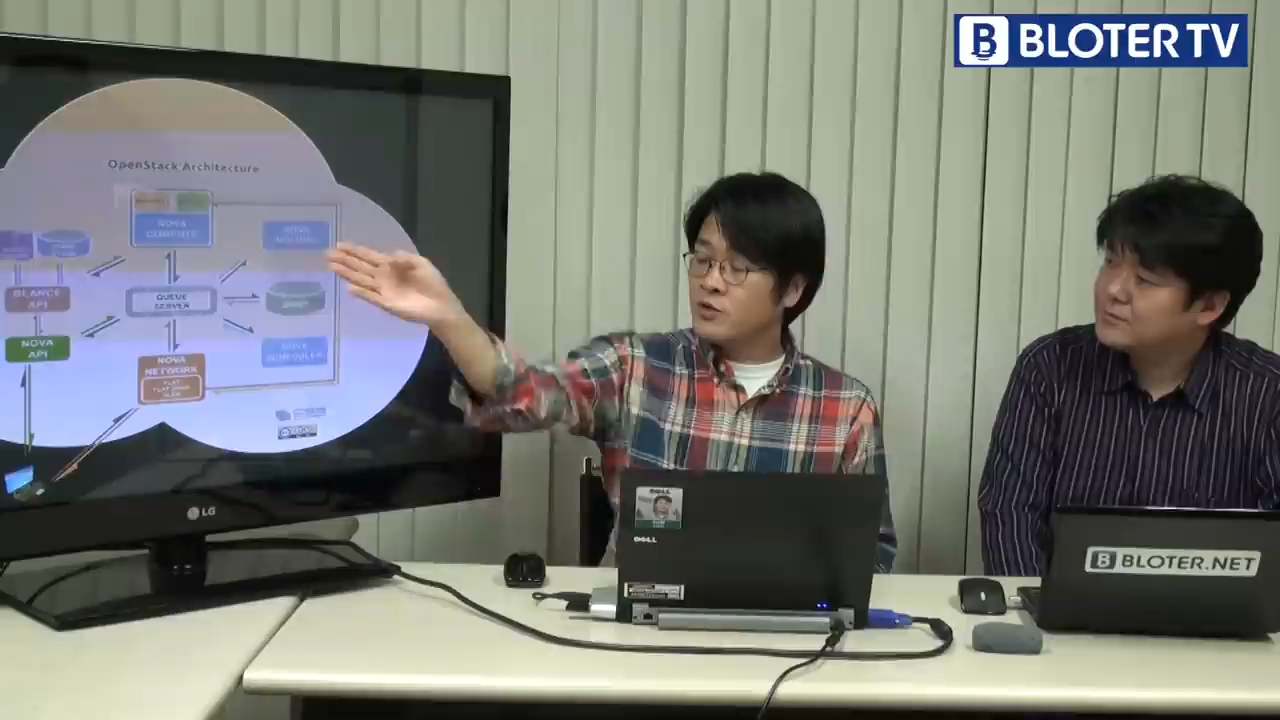 B BLOTER TV
OpenStack Architecture
NOVA
COMPUTE
QUEUE
SERVER
GLANCE
API
NOVA
API
NOVA
NETWORK
NOVA
SCHEDULER
LG
DELL
DELL
B BLOTER.NET